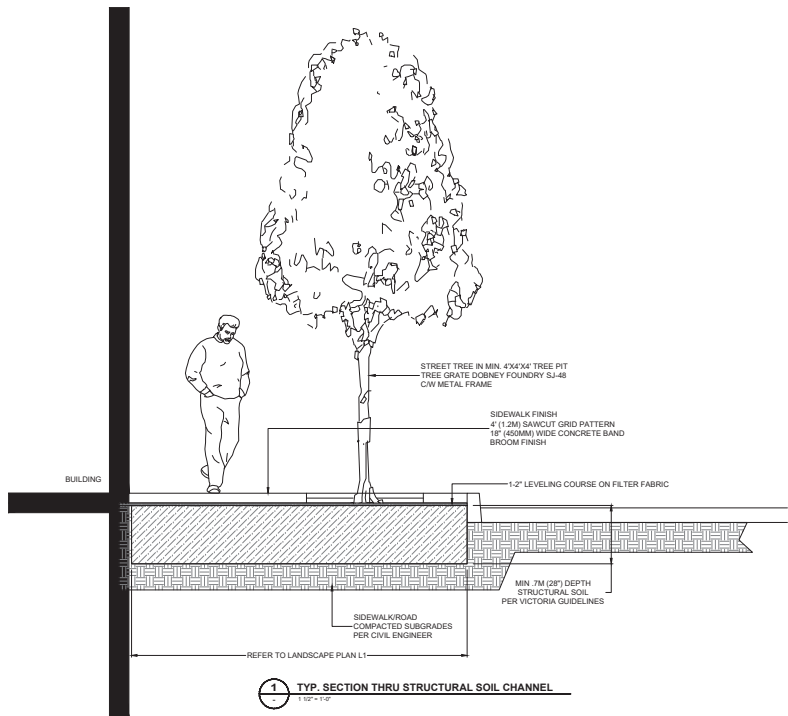 STREET TREE IN MIN. 4'X4'X4' TREE PIT
TREE GRATE DOBNEY FOUNDRY SJ-48
C/W METAL FRAME
SIDEWALK FINISH
4' (1.2M) SAWCUT GRID PATTERN
18" (450MM) WIDE CONCRETE BAND
BROOM FINISH
BUILDING
1-2" LEVELING COURSE ON FILTER FABRIC
MIN .7M (28") DEPTH
STRUCTURAL SOIL
PER VICTORIA GUIDELINES
SIDEWALK/ROAD
COMPACTED SUBGRADES
PER CIVIL ENGINEER
REFER TO LANDSCAPE PLAN L1
1
-
TYP. SECTION THRU STRUCTURAL SOIL CHANNEL
1 1/2" = 1'-0"